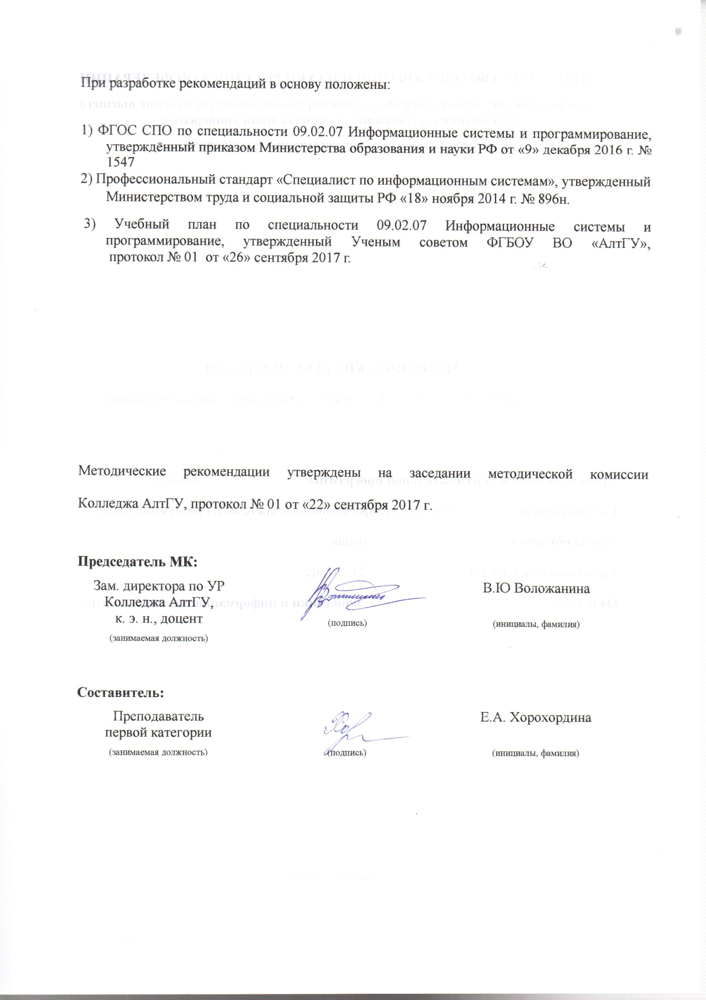 При разработке рекомендаций в основу положены:
1) ФГОС СПО по специальности 09.02.07 Информационные системы и программирование,
утверждённый приказом Министерства образования и науки РФ от «9» декабря 2016 г. №
1547
2) Профессиональный стандарт «Специалист по информационным системам», утвержденный
Министерством труда и социальной защиты РФ «18» ноября 2014 г. № 896н.
3) Учебный план по специальности 09.02.07 Информационные системы и
программирование, утвержденный Ученым советом ФГБОУ ВО «АлтГУ»,
протокол № 01 от «26» сентября 2017 г.
Методические рекомендации утверждены на заседании методической комиссии
Колледжа АлтГУ, протокол № 01 от «22» сентября 2017 г.
Председатель МК:
Зам. директора по УР
Колледжа АлтГУ,
к. э. н., доцент
(занимаемая должность)
(подпись)
В.Ю Воложанина
(инициалы, фамилия)
Составитель:
Преподаватель
первой категории
(занимаемая должность)
(подпись)
Е.А. Хорохордина
(инициалы, фамилия)